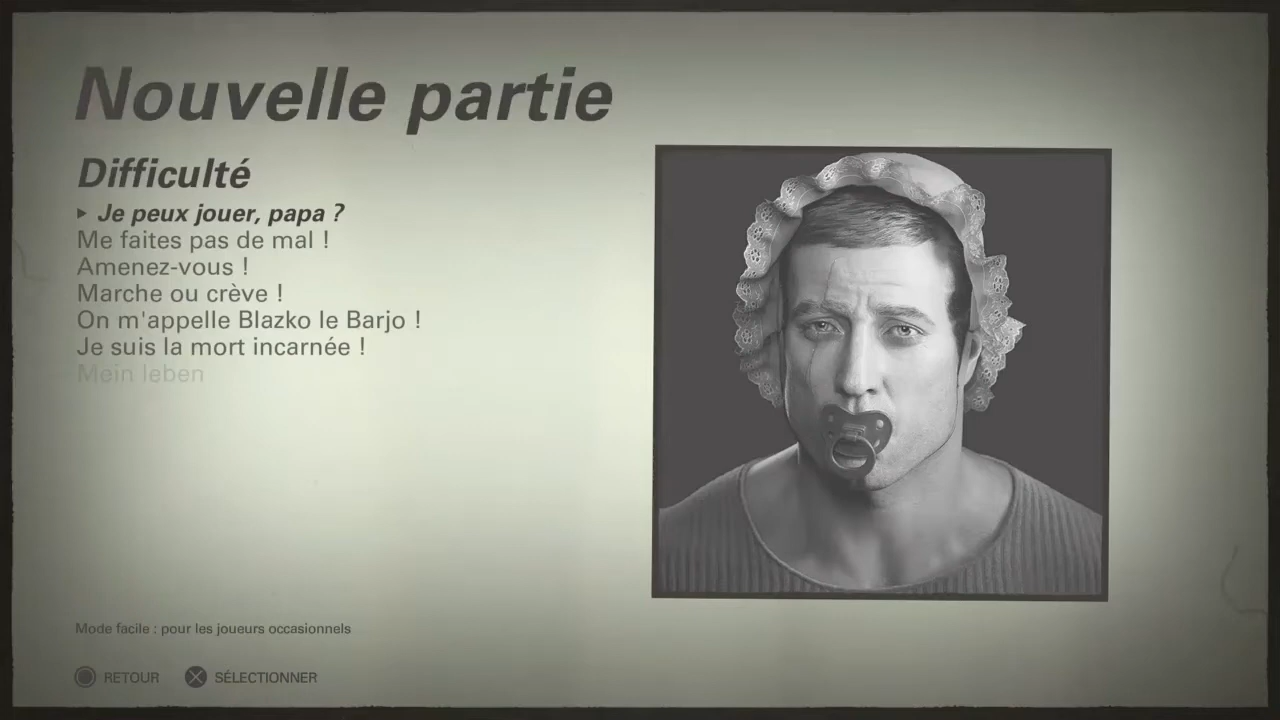 Nouvelle partie
Difficulté
Je peux jouer, papa ?
Me faites pas de mal !
Amenez-vous !
Marche ou crève !
On m'appelle Blazko le Barjo !
Je suis la mort incarnée !
Mein leben
Mode facile : pour les joueurs occasionnels
RETOUR SÉLECTIONNER